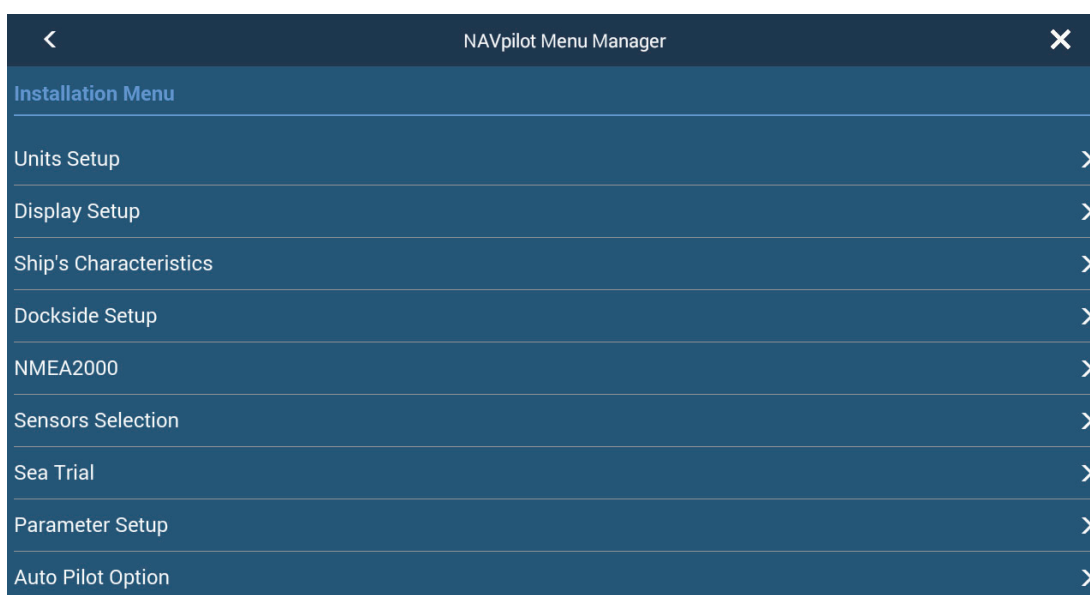 NAVpilot Menu Manager
Installation Menu
Units Setup
Display Setup
Ship's Characteristics
Dockside Setup
NMEA2000
Sensors Selection
Sea Trial
Parameter Setup
Auto Pilot Option